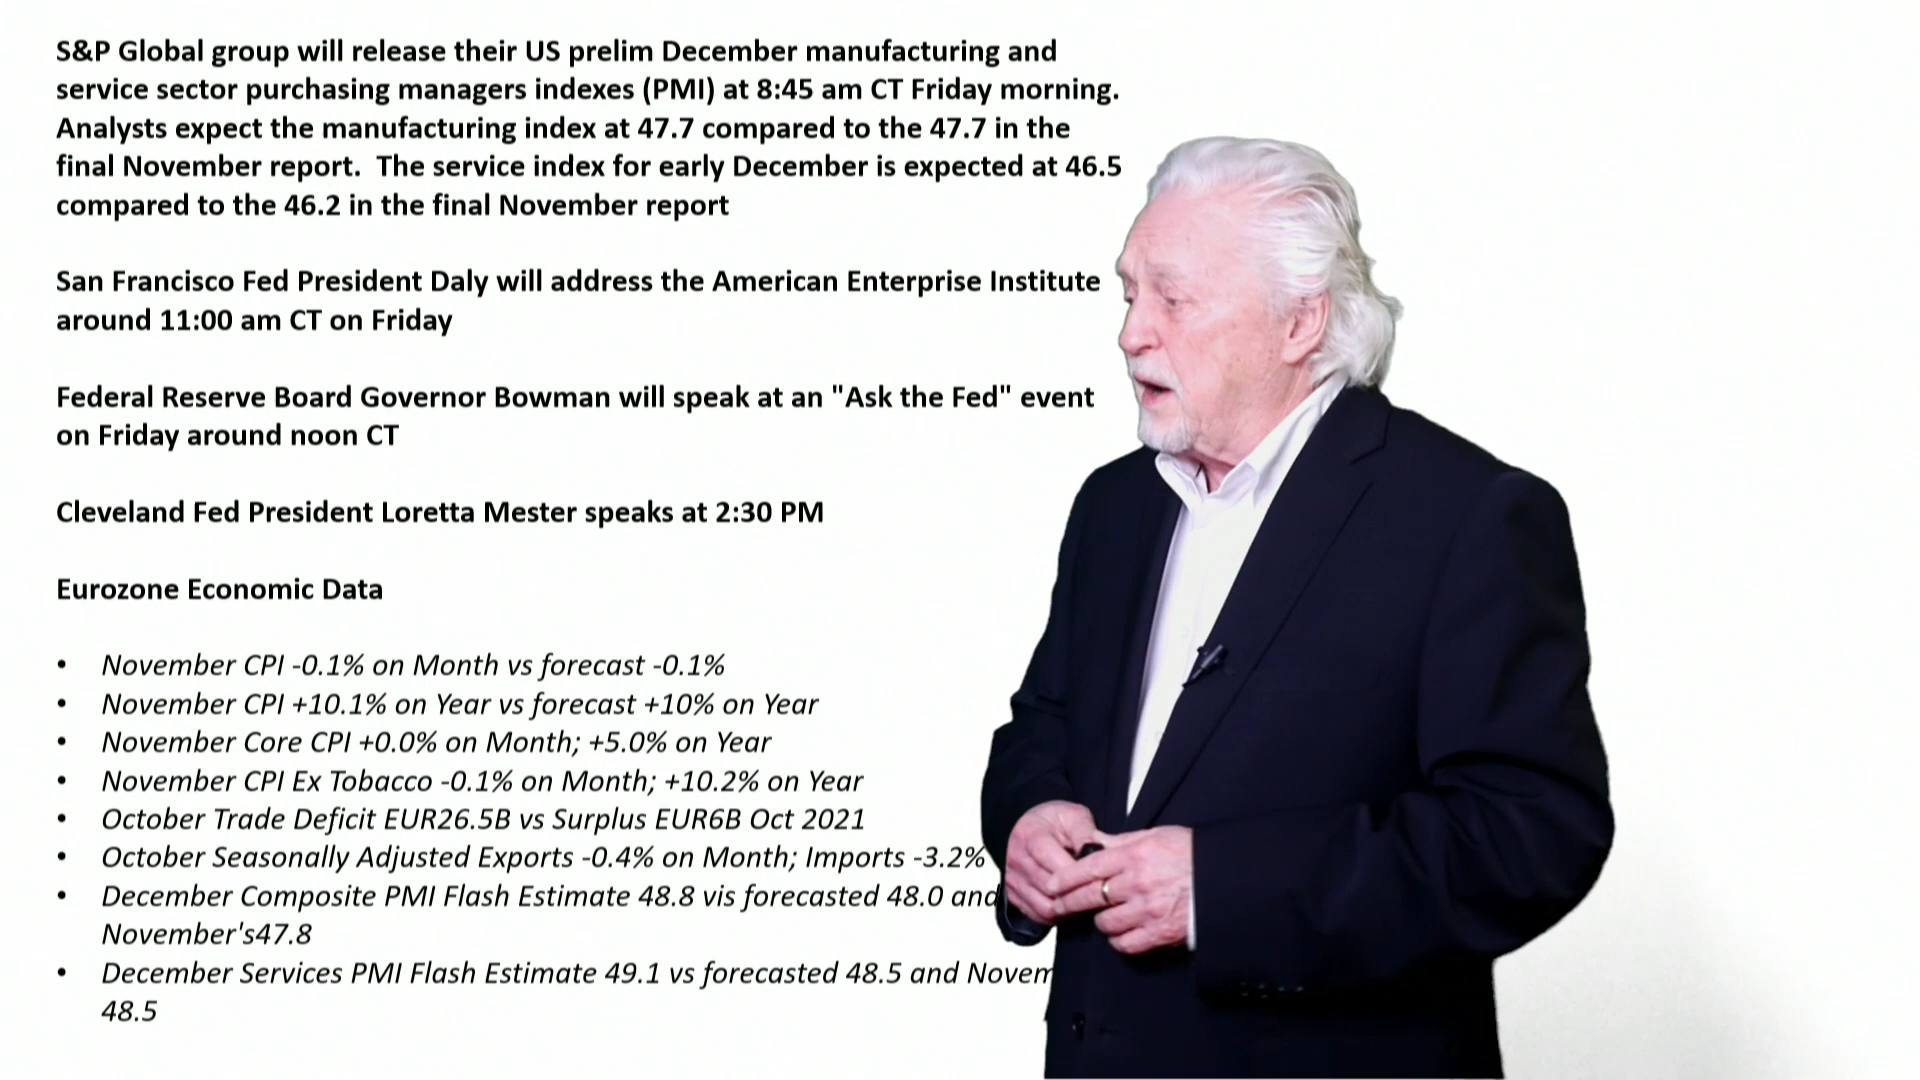 S&P Global group will release their US prelim December manufacturing and
service sector purchasing managers indexes (PMI) at 8:45 am CT Friday morning.
Analysts expect the manufacturing index at 47.7 compared to the 47.7 in the
final November report.  The service index for early December is expected at 46.5
compared to the 46.2 in the final November report
San Francisco Fed President Daly will address the American Enterprise Institute
around 11:00 am CT on Friday
Federal Reserve Board Governor Bowman will speak at an "Ask the Fed" event
on Friday around noon CT
Cleveland Fed President Loretta Mester speaks at 2:30 PM
Eurozone Economic Data
• November CPI -0.1% on Month vs forecast -0.1%
• November CPI +10.1% on Year vs forecast +10% on Year
• November Core CPI +0.0% on Month; +5.0% on Year
• November CPI Ex Tobacco -0.1% on Month; +10.2% on Year
• October Trade Deficit EUR26.5B vs Surplus EUR6B Oct 2021
• October Seasonally Adjusted Exports -0.4% on Month; Imports -3.2%
• December Composite PMI Flash Estimate 48.8 vis forecasted 48.0 and
November's47.8
• December Services PMI Flash Estimate 49.1 vs forecasted 48.5 and
48.5